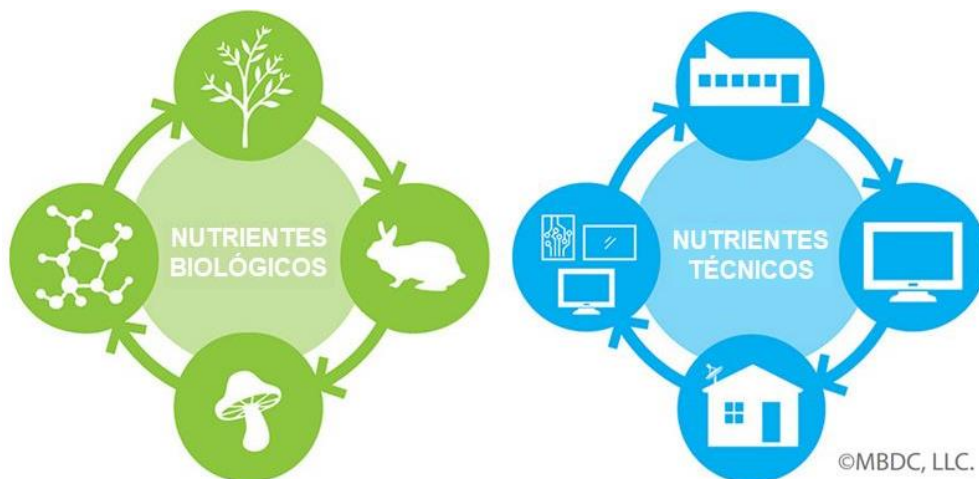 NUTRIENTES
BIOLÓGICOS
NUTRIENTES
TÉCNICOS
©MBDC, LLC.